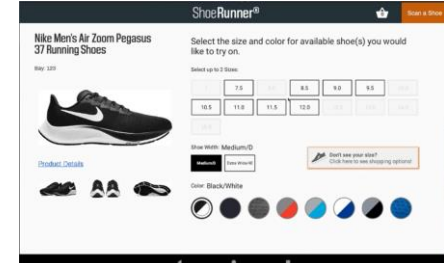 ShoeRunner®
Scan a Shoe
Nike Men's Air Zoom Pegasus
37 Running Shoes
Bay: 120
Product Details
Select the size and color for available shoe(s) you would
like to try on.
Select up to 2 Sizes:
7.5 8.5 9.0 9.5
10.5 11.0 11.5 12.0
Shoe Width: Medium/D
Medium/D
Don't see your size?
Click here to see shopping options!
Color: Black/White